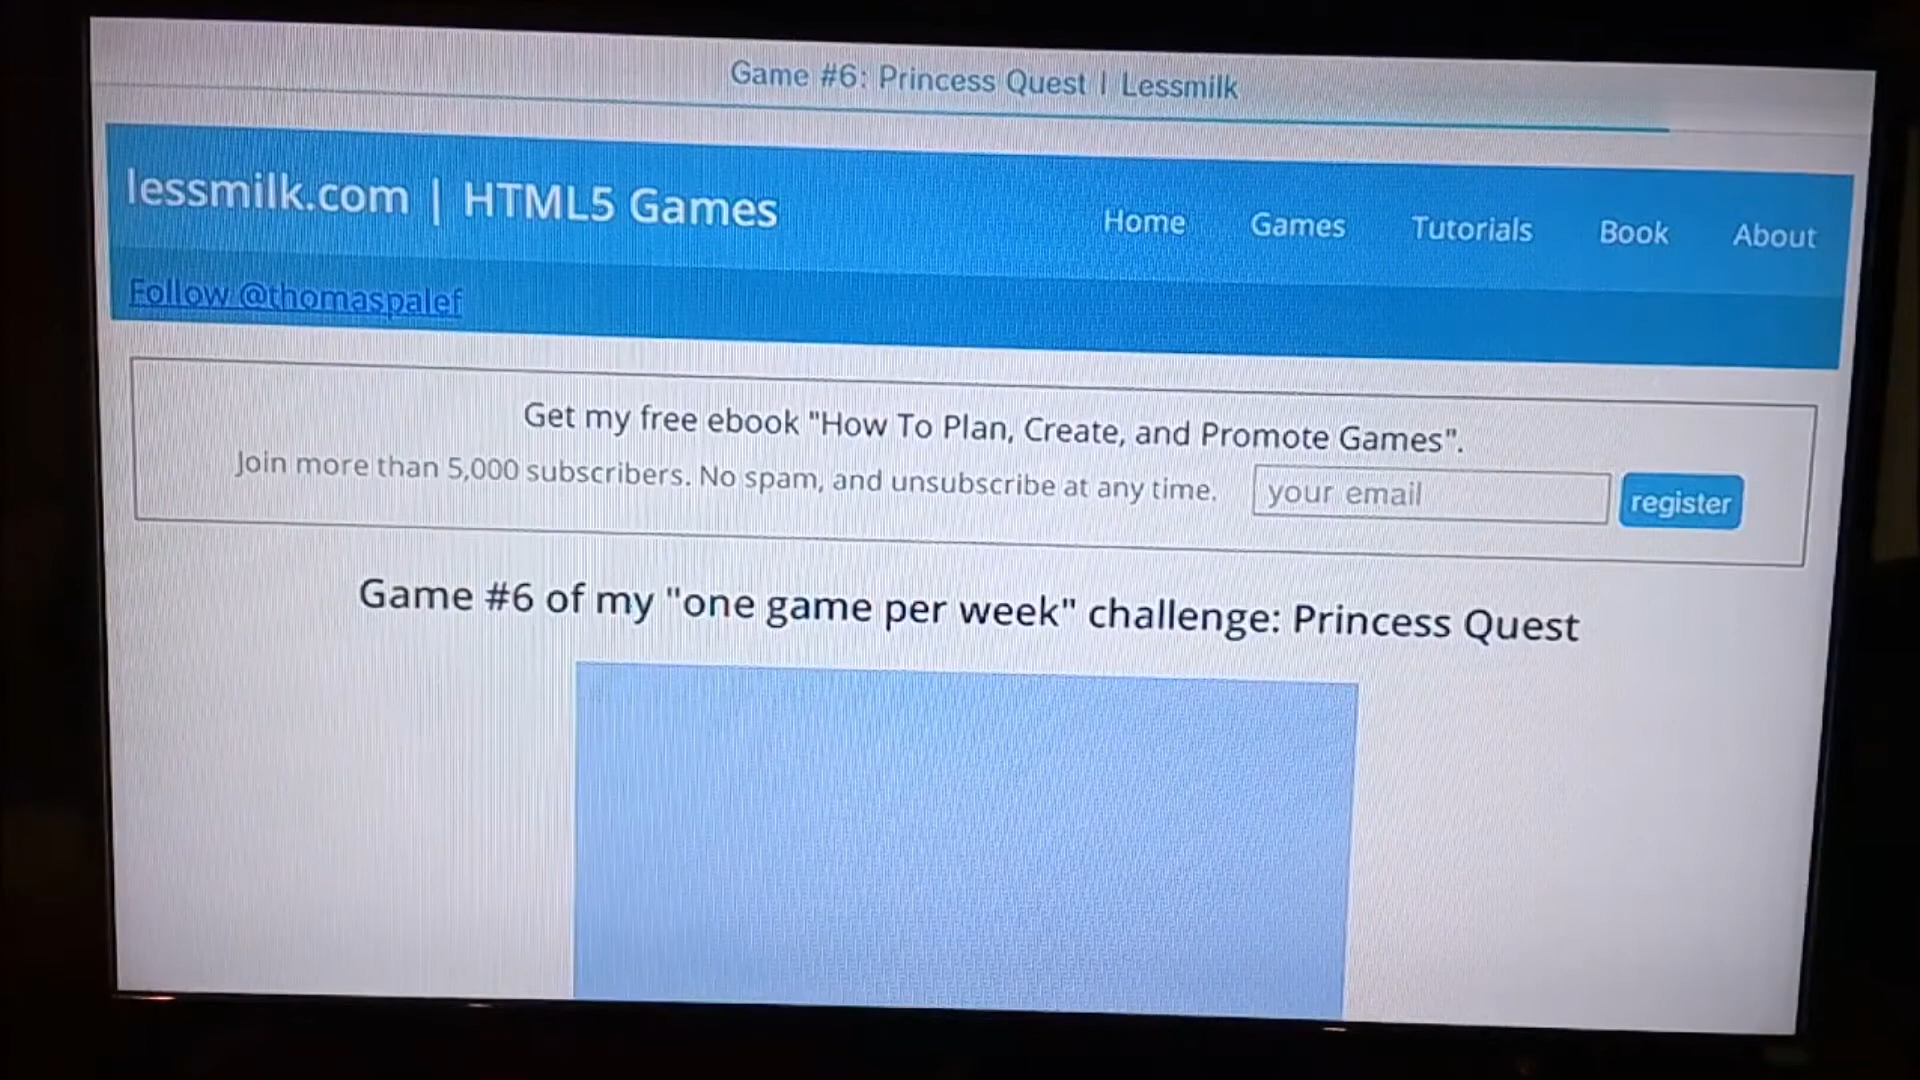 Game #6: Princess Quest | Lessmilk
lessmilk.com | HTML5 Games
Home Games Tutorials Book About
Follow @thomaspalef
Get my free ebook "How To Plan, Create, and Promote Games".
Join more than 5,000 subscribers. No spam, and unsubscribe at any time. your email register
Game #6 of my "one game per week" challenge: Princess Quest